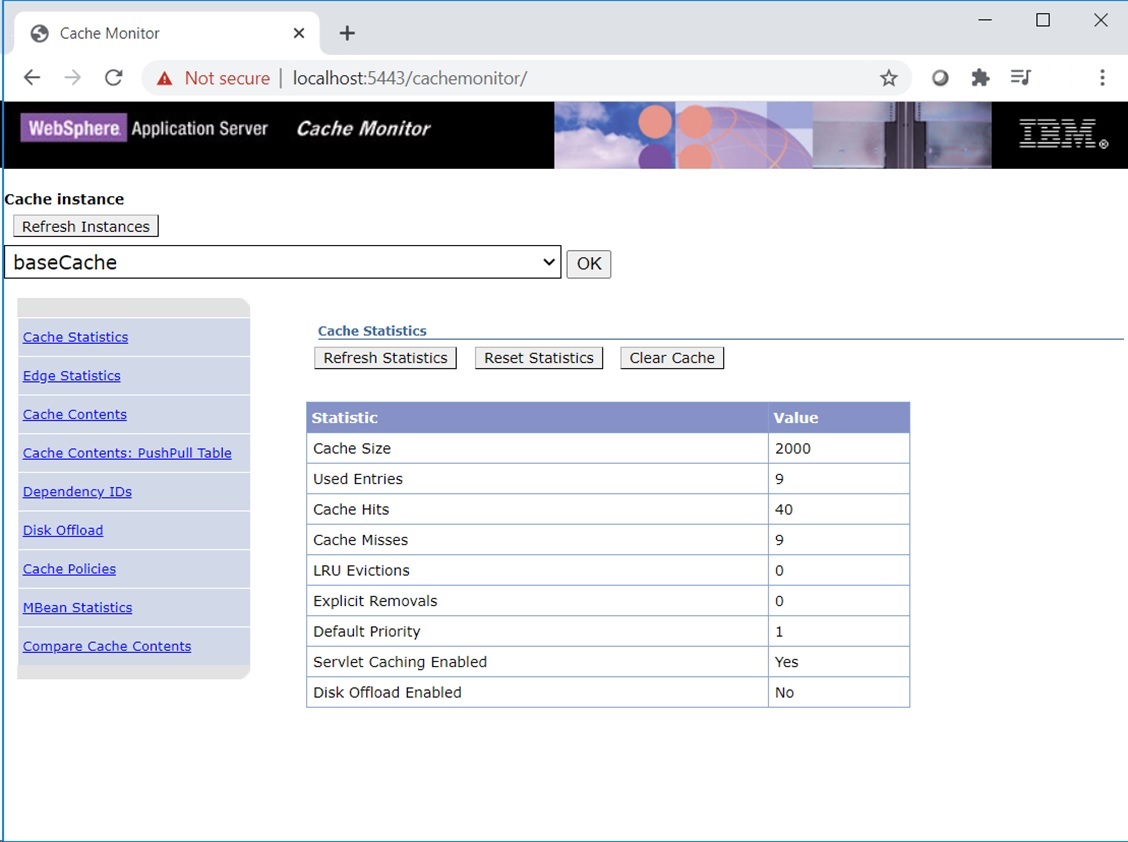 Cache Monitor
Not secure | localhost:5443/cachemonitor/
WebSphere Application Server Cache Monitor IBM®
Cache instance
Refresh Instances
baseCache OK
Cache Statistics
Edge Statistics
Cache Contents
Cache Contents: PushPull Table
Dependency IDs
Disk Offload
Cache Policies
MBean Statistics
Compare Cache Contents
Cache Statistics
Refresh Statistics Reset Statistics Clear Cache
Statistic Value
Cache Size 2000
Used Entries 9
Cache Hits 40
Cache Misses 9
LRU Evictions 0
Explicit Removals 0
Default Priority 1
Servlet Caching Enabled Yes
Disk Offload Enabled No